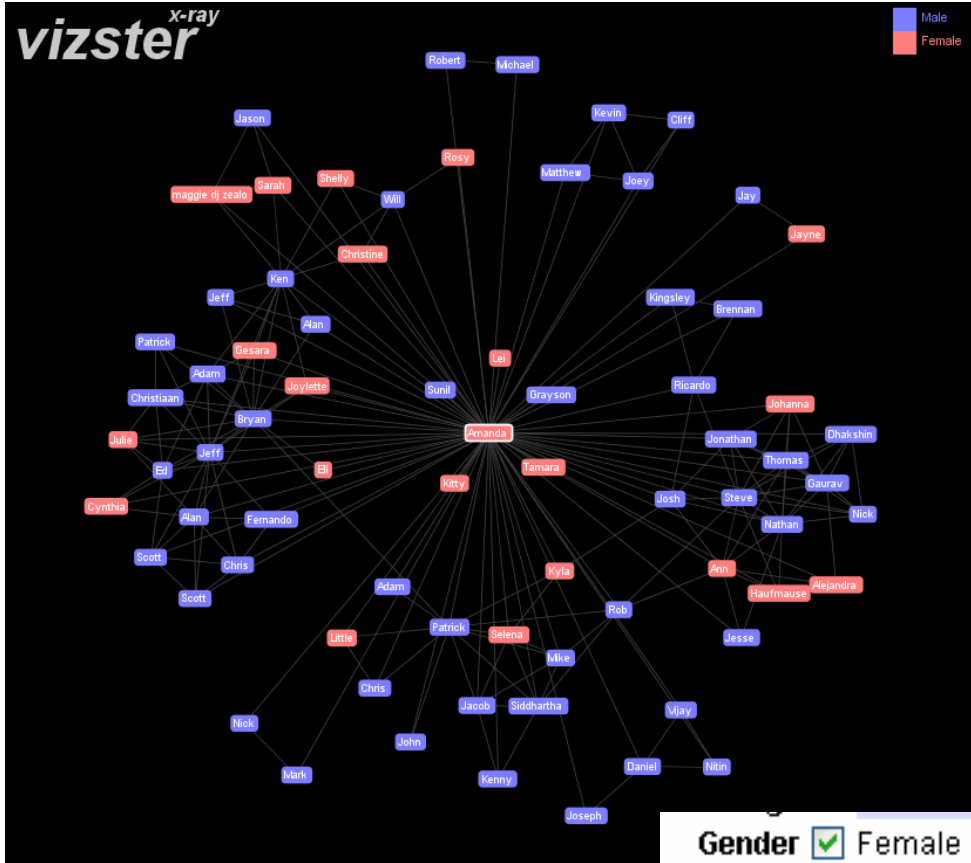 x-ray
vizster
Male
Female
Robert
Michael
Jason
Kevin
Cliff
Rosy
Matthew
Joey
Shelly
Sarah
maggie dj zealo
Will
Jay
Jayne
Christine
Ken
Jeff
Kingsley
Brennan
Alan
Patrick
Gesara
Lei
Adam
Joylette
Sunil
Grayson
Ricardo
Christiaan
Johanna
Bryan
Amanda
Julie
Jonathan
Dhakshin
Jeff
Thomas
Ed
Eli
Tamara
Kitty
Gaurav
Cynthia
Josh
Steve
Nick
Alan
Fernando
Nathan
Scott
Chris
Kyla
Ann
Alejandra
Haufmause
Scott
Adam
Rob
Patrick
Little
Selena
Jesse
Mike
Chris
Jacob
Siddhartha
Vijay
Nick
John
Mark
Kenny
Daniel
Nitin
Joseph
Gender Female